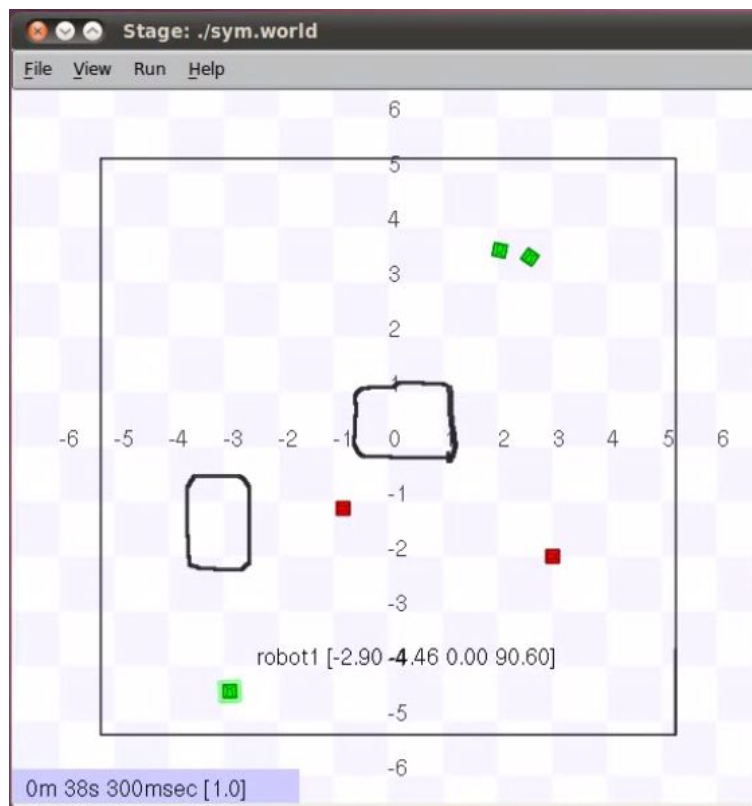 Stage: ./sym.world
File View Run Help
6
5
4
3
2
1
-6 -5 -4 -3 -2 -1 0 1 2 3 4 5 6
-1
-2
-3
robot1 [-2.90 -4.46 0.00 90.60]
-4
-5
-6
0m 38s 300msec [1.0]